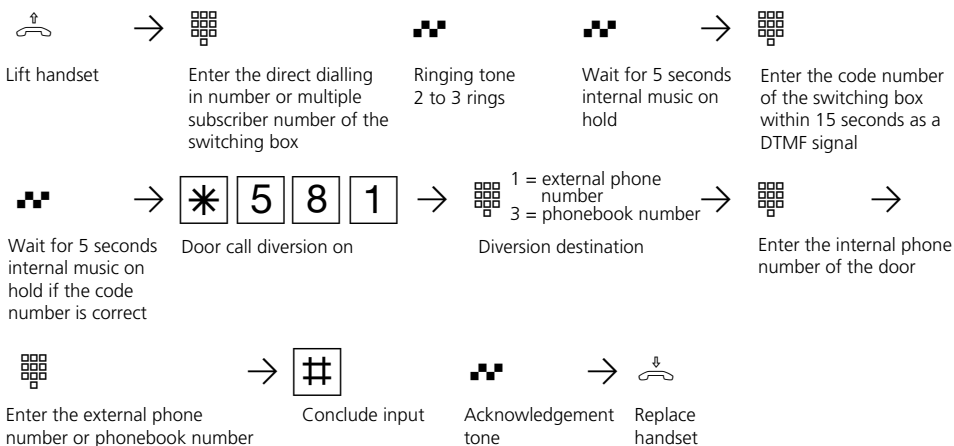 Lift handset
Enter the direct dialling
in number or multiple
subscriber number of the
switching box
Ringing tone
2 to 3 rings
Wait for 5 seconds
internal music on
hold
Enter the code number
of the switching box
within 15 seconds as a
DTMF signal
Wait for 5 seconds
internal music on
hold if the code
number is correct
* 5 8 1
Door call diversion on
1 = external phone
number
3 = phonebook number
Diversion destination
Enter the internal phone
number of the door
Enter the external phone
number or phonebook number
#
Conclude input
Acknowledgement
tone
Replace
handset